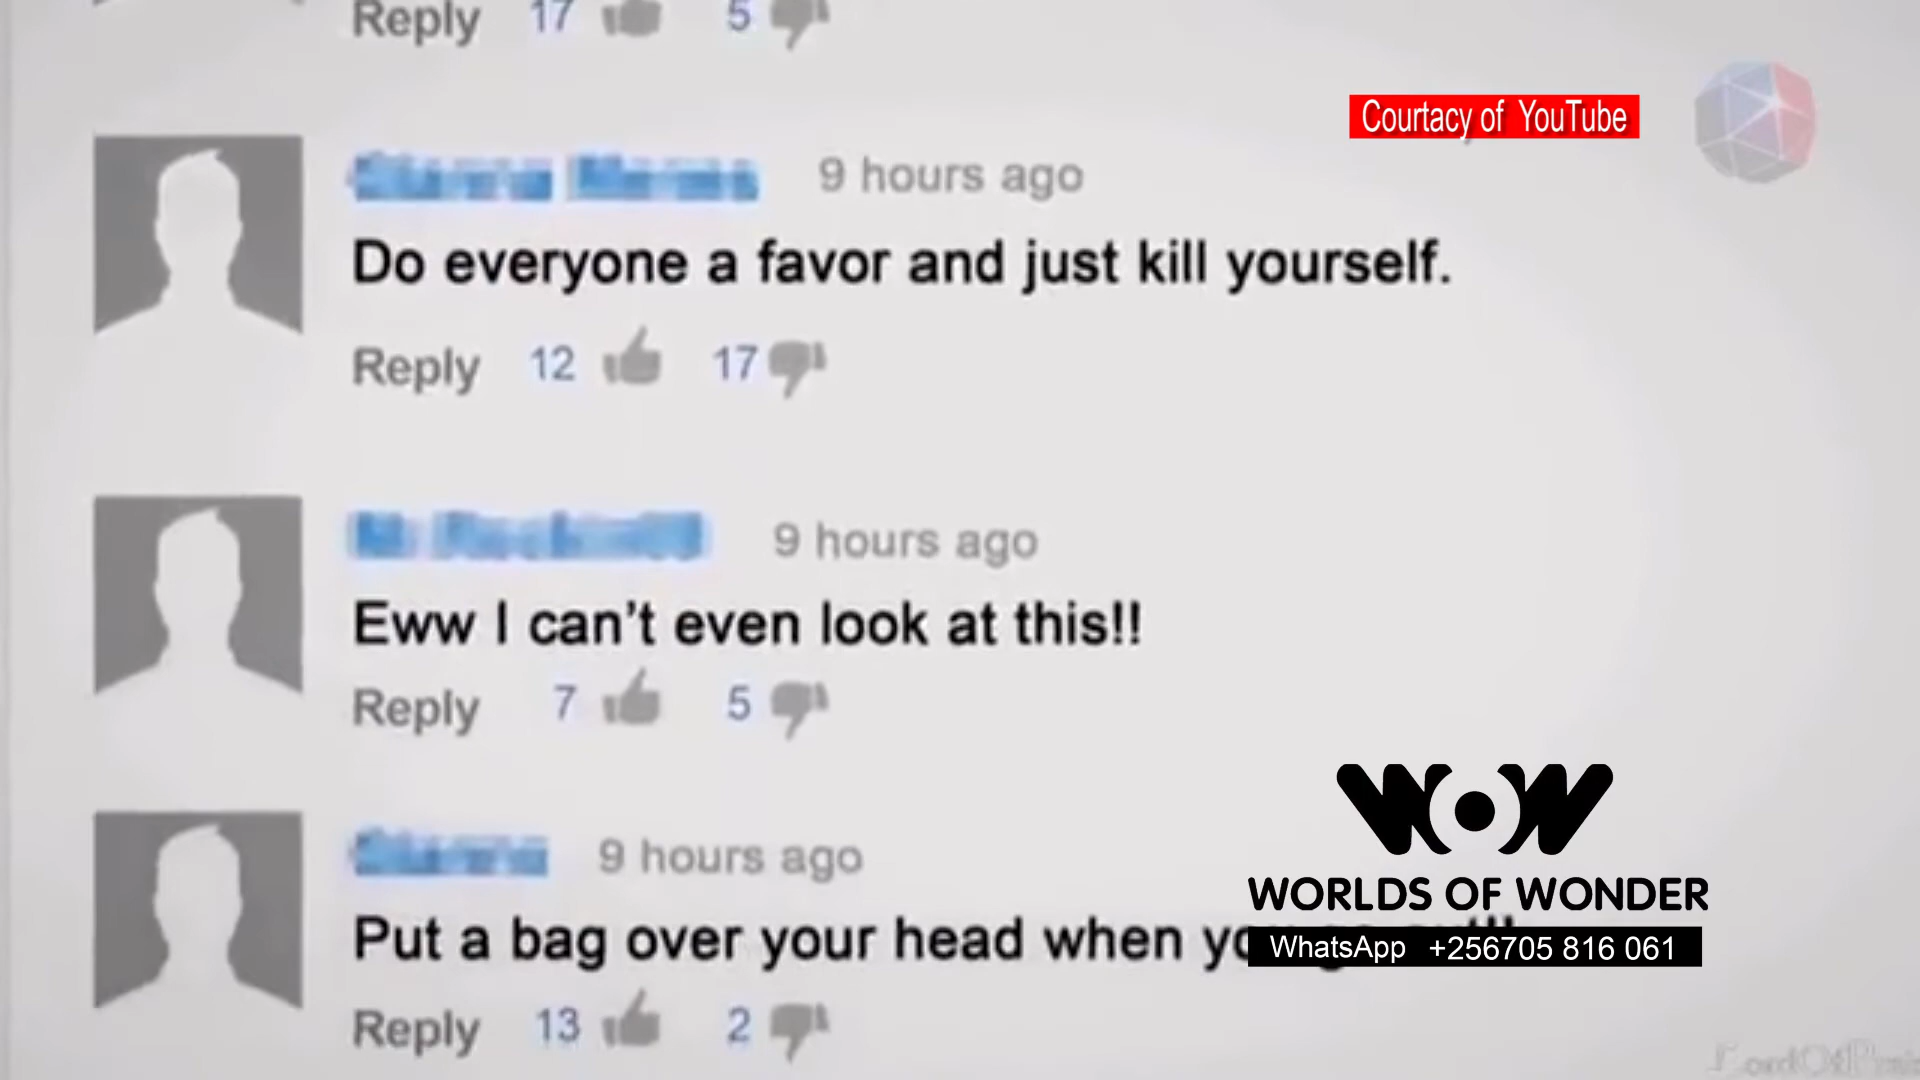 Reply 17 5
Courtacy of YouTube
9 hours ago
Do everyone a favor and just kill yourself.
Reply 12 17
9 hours ago
Eww I can't even look at this!!
Reply 7 5
WOW
WORLDS OF WONDER
9 hours ago
Put a bag over your head when
WhatsApp +256705 816 061
Reply 13 2